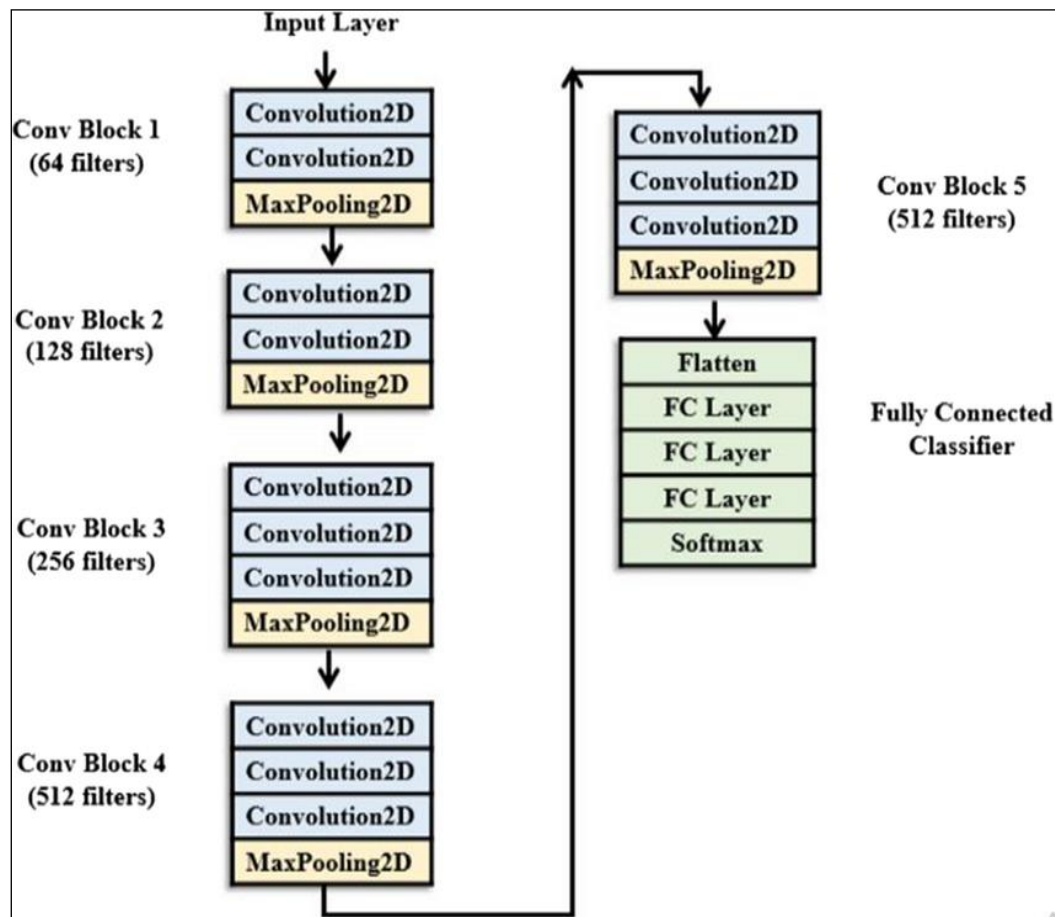 Input Layer
Conv Block 1
(64 filters)
Convolution2D
Convolution2D
MaxPooling2D
Conv Block 2
(128 filters)
Convolution2D
Convolution2D
MaxPooling2D
Conv Block 3
(256 filters)
Convolution2D
Convolution2D
Convolution2D
MaxPooling2D
Conv Block 4
(512 filters)
Convolution2D
Convolution2D
Convolution2D
MaxPooling2D
Convolution2D
Convolution2D
Convolution2D
MaxPooling2D
Conv Block 5
(512 filters)
Flatten
FC Layer
FC Layer
FC Layer
Softmax
Fully Connected
Classifier